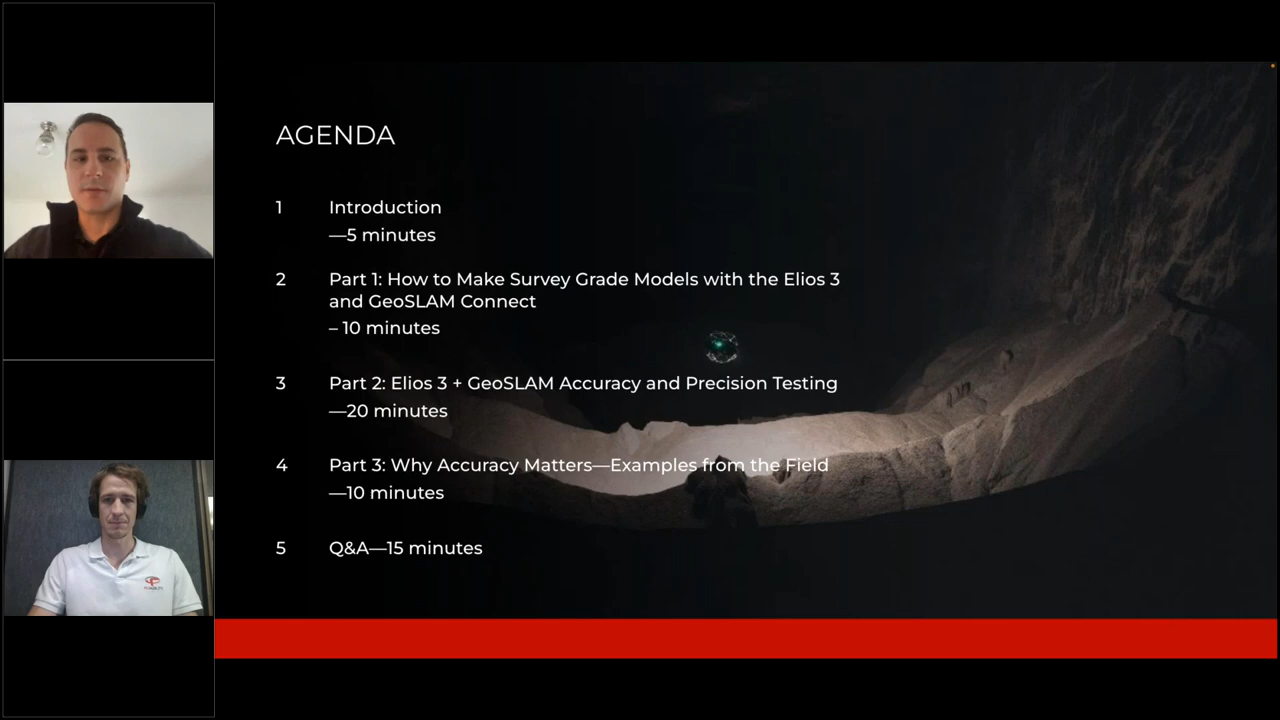 AGENDA
1 Introduction
—5 minutes
2 Part 1: How to Make Survey Grade Models with the Elios 3
and GeoSLAM Connect
– 10 minutes
3 Part 2: Elios 3 + GeoSLAM Accuracy and Precision Testing
—20 minutes
4 Part 3: Why Accuracy Matters—Examples from the Field
—10 minutes
5 Q&A—15 minutes